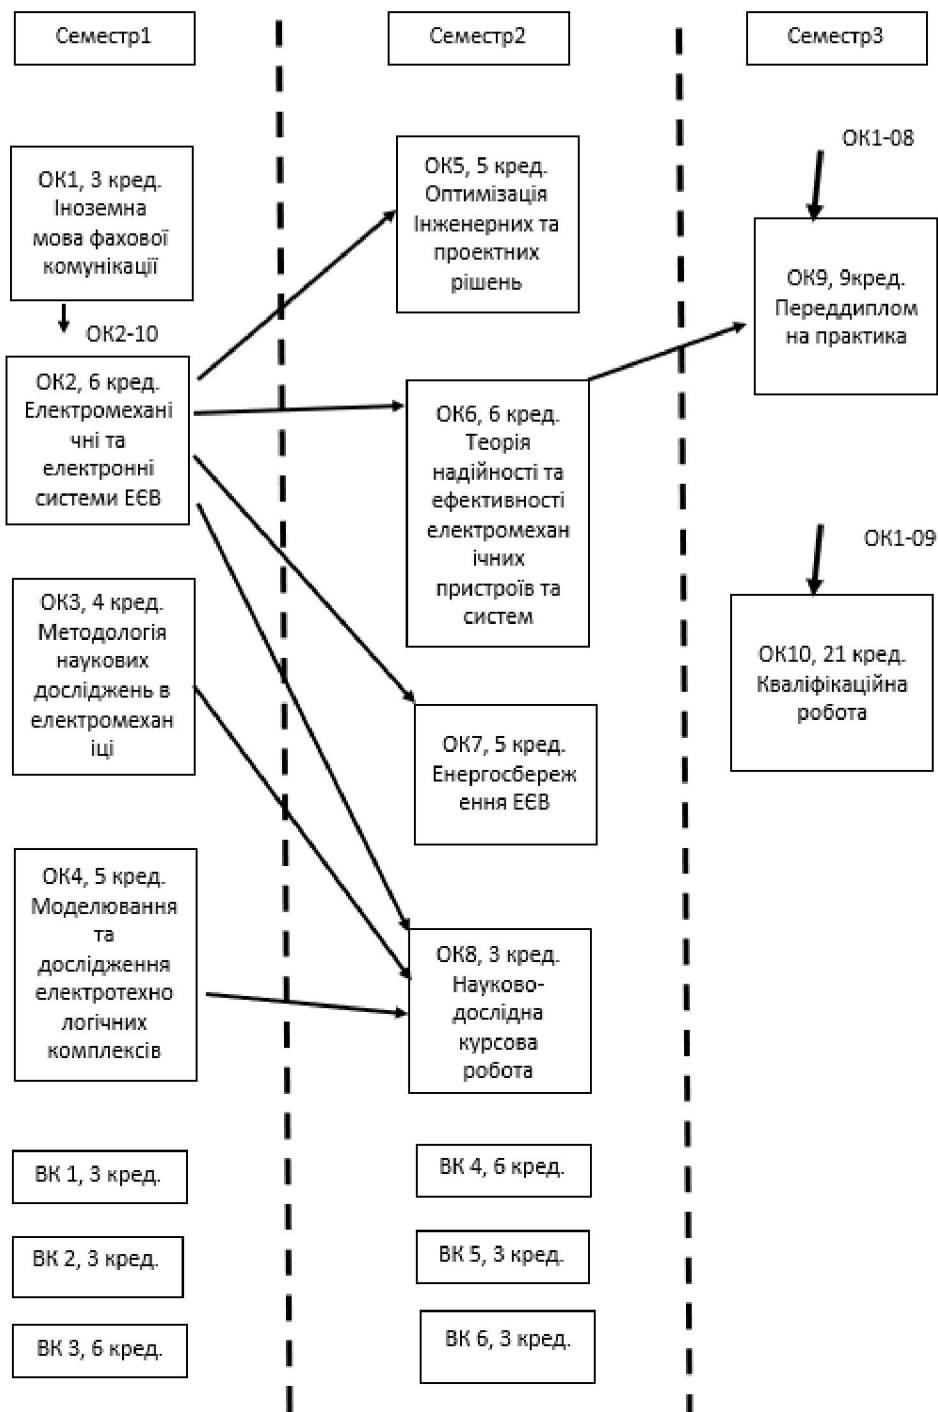 Семестр1
ОК1, 3 кред.
Іноземна
мова фахової
комунікації
ОК2-10
ОК2, 6 кред.
Електромехані
чні та
електронні
системи ЕЄВ
ОК3, 4 кред.
Методологія
наукових
досліджень в
електромехан
іці
ОК4, 5 кред.
Моделювання
та
дослідження
електротехно
логічних
комплексів
ВК 1, 3 кред.
ВК 2, 3 кред.
ВК 3, 6 кред.
Семестр2
ОК5, 5 кред.
Оптимізація
Інженерних та
проектних
рішень
ОК6, 6 кред.
Теорія
надійності та
ефективності
електромехан
ічних
пристроїв та
систем
ОК7, 5 кред.
Енергосбереж
ення ЕЄВ
ОК8, 3 кред.
Науково-
дослідна
курсова
робота
ВК 4, 6 кред.
ВК 5, 3 кред.
ВК 6, 3 кред.
Семестр3
ОК1-08
ОК9, 9кред.
Переддиплом
на практика
ОК1-09
ОК10, 21 кред.
Кваліфікаційна
робота